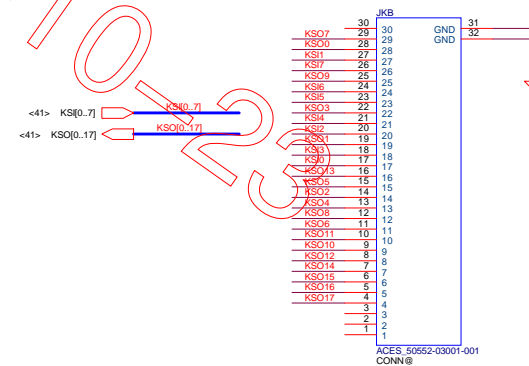 JKB
30 30 GND 31
KSO7 29 29 GND 32
KSO0 28 28
KSI1 27 27
KSI7 26 26
KSO9 25 25
KSI6 24 24
KSI5 23 23
KSO3 22 22
KSI4 21 21
KSI2 20 20
KSO1 19 19
KSI3 18 18
KSI0 17 17
KSO13 16 16
KSO5 15 15
KSO2 14 14
KSO4 13 13
KSO8 12 12
KSO6 11 11
KSO11 10 10
KSO10 9 9
KSO12 8 8
KSO14 7 7
KSO15 6 6
KSO16 5 5
KSO17 4 4
3 3
2 2
1 1
ACES_50552-03001-001
CONN@
<41> KSI[0..7] KSI[0..7]
<41> KSO[0..17] KSO[0..17]
10-23